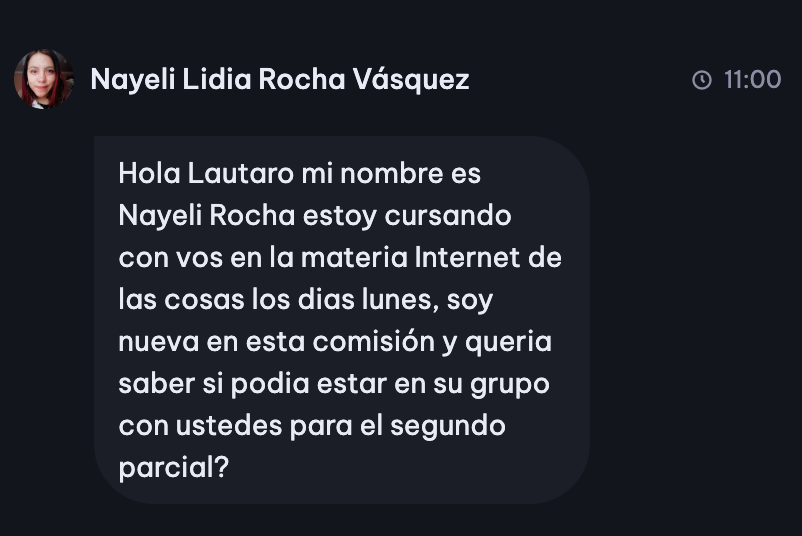 Nayeli Lidia Rocha Vásquez
11:00
Hola Lautaro mi nombre es
Nayeli Rocha estoy cursando
con vos en la materia Internet de
las cosas los dias lunes, soy
nueva en esta comisión y queria
saber si podia estar en su grupo
con ustedes para el segundo
parcial?